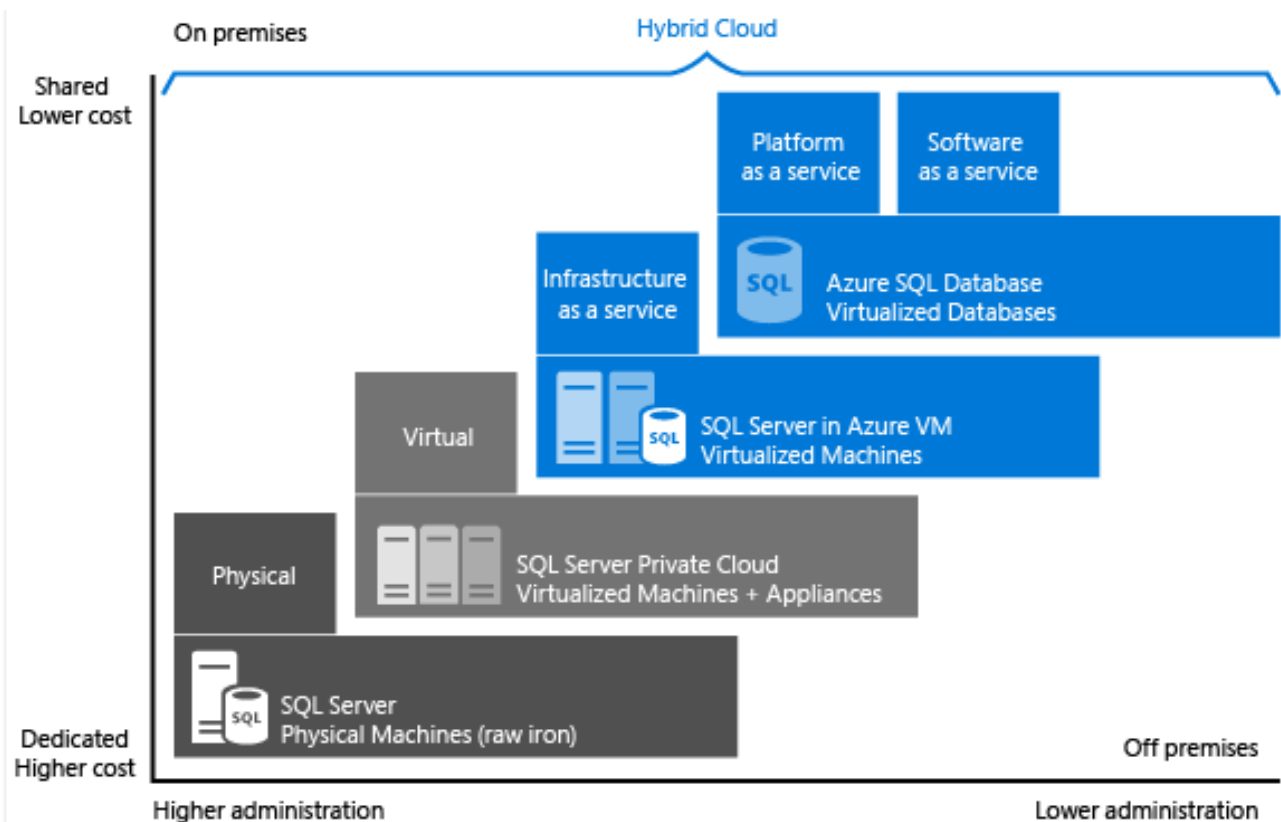 On premises
Hybrid Cloud
Shared
Lower cost
Platform
as a service
Software
as a service
Infrastructure
as a service
SQL
Azure SQL Database
Virtualized Databases
Virtual
SQL
SQL Server in Azure VM
Virtualized Machines
Physical
SQL Server Private Cloud
Virtualized Machines + Appliances
SQL
SQL Server
Physical Machines (raw iron)
Dedicated
Higher cost
Off premises
Higher administration
Lower administration